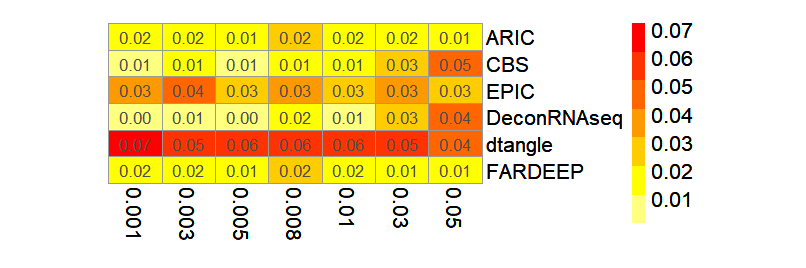 0.02 0.02 0.01 0.02 0.02 0.02 0.01 ARIC
0.01 0.01 0.01 0.01 0.01 0.03 0.05 CBS
0.03 0.04 0.03 0.03 0.03 0.03 0.03 EPIC
0.00 0.01 0.00 0.02 0.01 0.03 0.04 DeconRNAseq
0.07 0.05 0.06 0.06 0.06 0.05 0.04 dtangle
0.02 0.02 0.01 0.02 0.02 0.01 0.01 FARDEEP
0.001 0.003 0.005 0.008 0.01 0.03 0.05
0.07
0.06
0.05
0.04
0.03
0.02
0.01